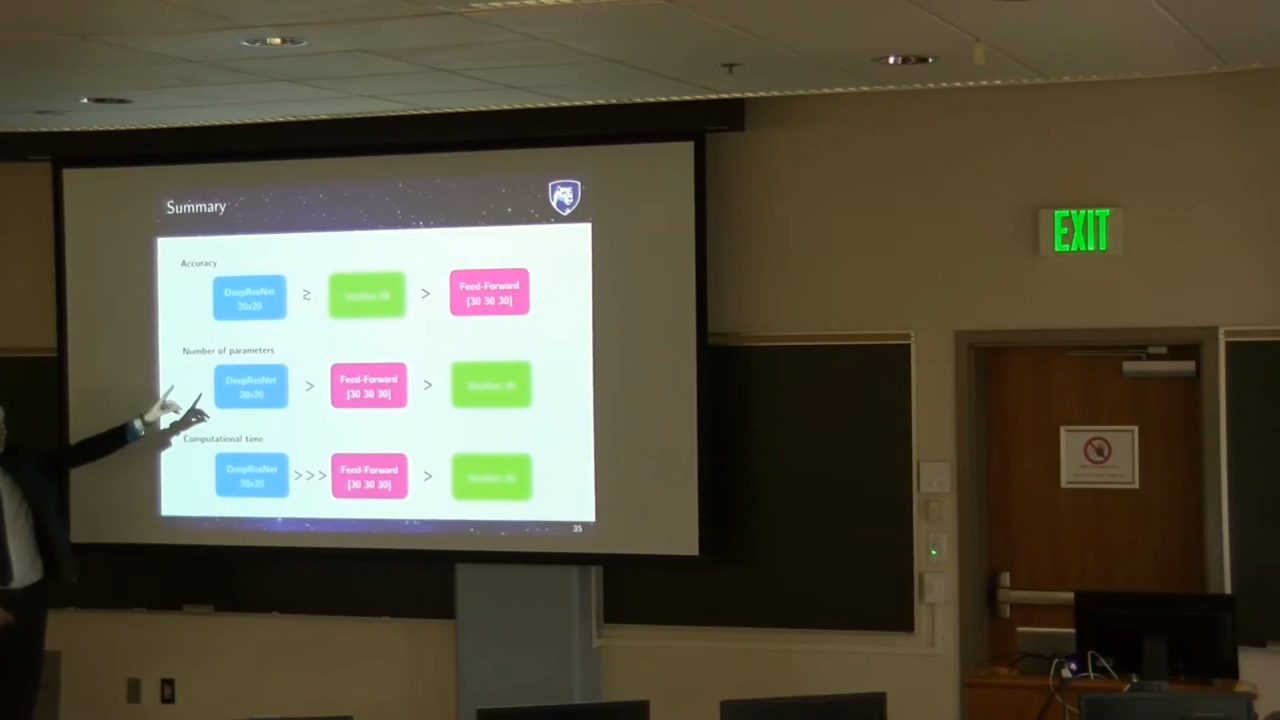 Summary
Accuracy
DeepResNet
20x20
≳
>
Feed-Forward
[30 30 30]
Number of parameters
DeepResNet
20x20
>
Feed-Forward
[30 30 30]
>
Computational time
DeepResNet
20x20
>>>
Feed-Forward
[30 30 30]
>
35
EXIT